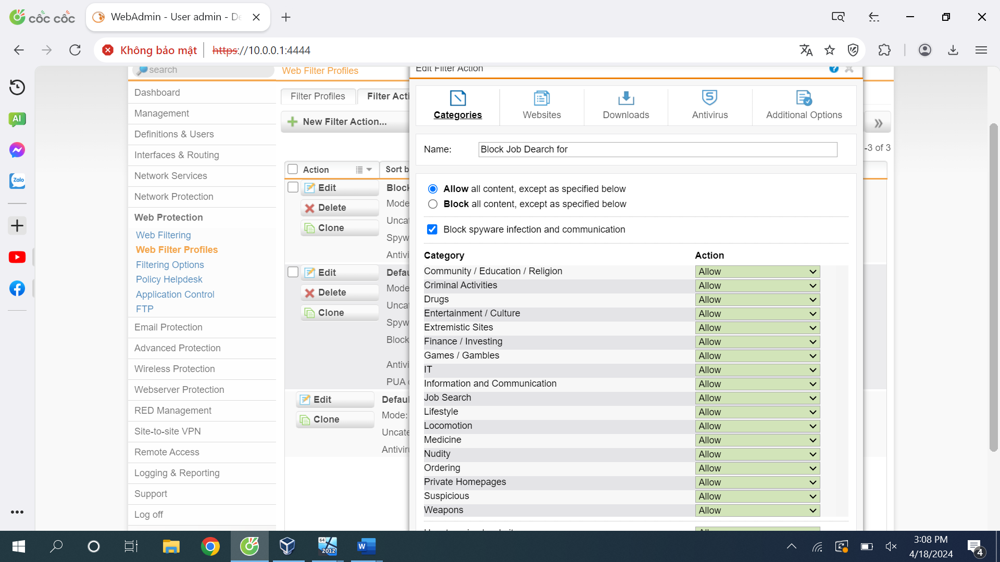 cốc cốc
WebAdmin - User admin - De
Không bảo mật
https://10.0.0.1:4444
AI
Zalo
search
Dashboard
Management
Definitions & Users
Interfaces & Routing
Network Services
Network Protection
Web Protection
Web Filtering
Web Filter Profiles
Filtering Options
Policy Helpdesk
Application Control
FTP
Email Protection
Advanced Protection
Wireless Protection
Webserver Protection
RED Management
Site-to-site VPN
Remote Access
Logging & Reporting
Support
Log off
Web Filter Profiles
Filter Profiles
Filter Acti
New Filter Action...
-3 of 3
Action
Sort b
Edit
Delete
Clone
Block
Mode
Uncat
Spyw
Antivi
Edit
Delete
Clone
Defau
Mode
Uncat
Spyw
Block
Antivi
PUA
Edit
Clone
Defaul
Mode:
Uncate
Antiviru
Edit Filter Action
Categories
Websites
Downloads
Antivirus
Additional Options
Name:
Block Job Dearch for
Allow all content, except as specified below
Block all content, except as specified below
Block spyware infection and communication
Category Action
Community / Education / Religion Allow
Criminal Activities Allow
Drugs Allow
Entertainment / Culture Allow
Extremistic Sites Allow
Finance / Investing Allow
Games / Gambles Allow
IT Allow
Information and Communication Allow
Job Search Allow
Lifestyle Allow
Locomotion Allow
Medicine Allow
Nudity Allow
Ordering Allow
Private Homepages Allow
Suspicious Allow
Weapons Allow
64
2012
W
3:08 PM
4/18/2024
4